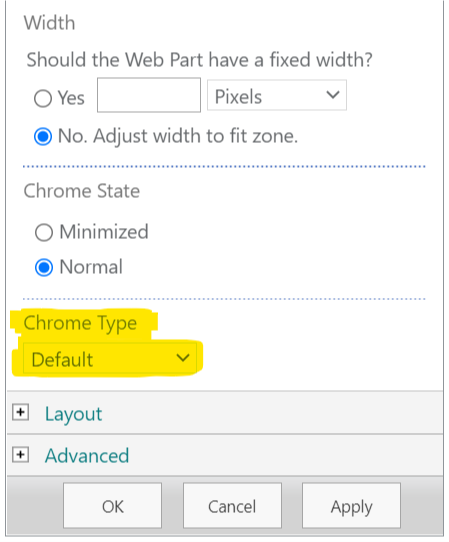 Width
Should the Web Part have a fixed width?
Yes Pixels
No. Adjust width to fit zone.
Chrome State
Minimized
Normal
Chrome Type
Default
Layout
Advanced
OK Cancel Apply